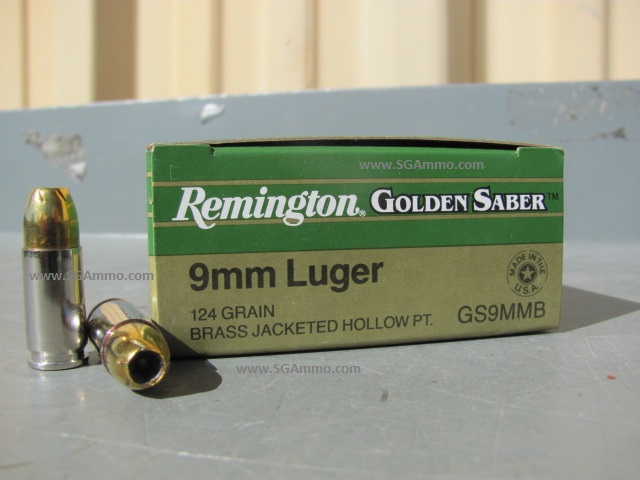 www.SGAmmo.com
Remington® GOLDEN SABER™
9mm Luger
MADE IN THE U.S.A.
124 GRAIN
BRASS JACKETED HOLLOW PT.
GS9MMB
www.SGAmmo.com
www.SGAmmo.com